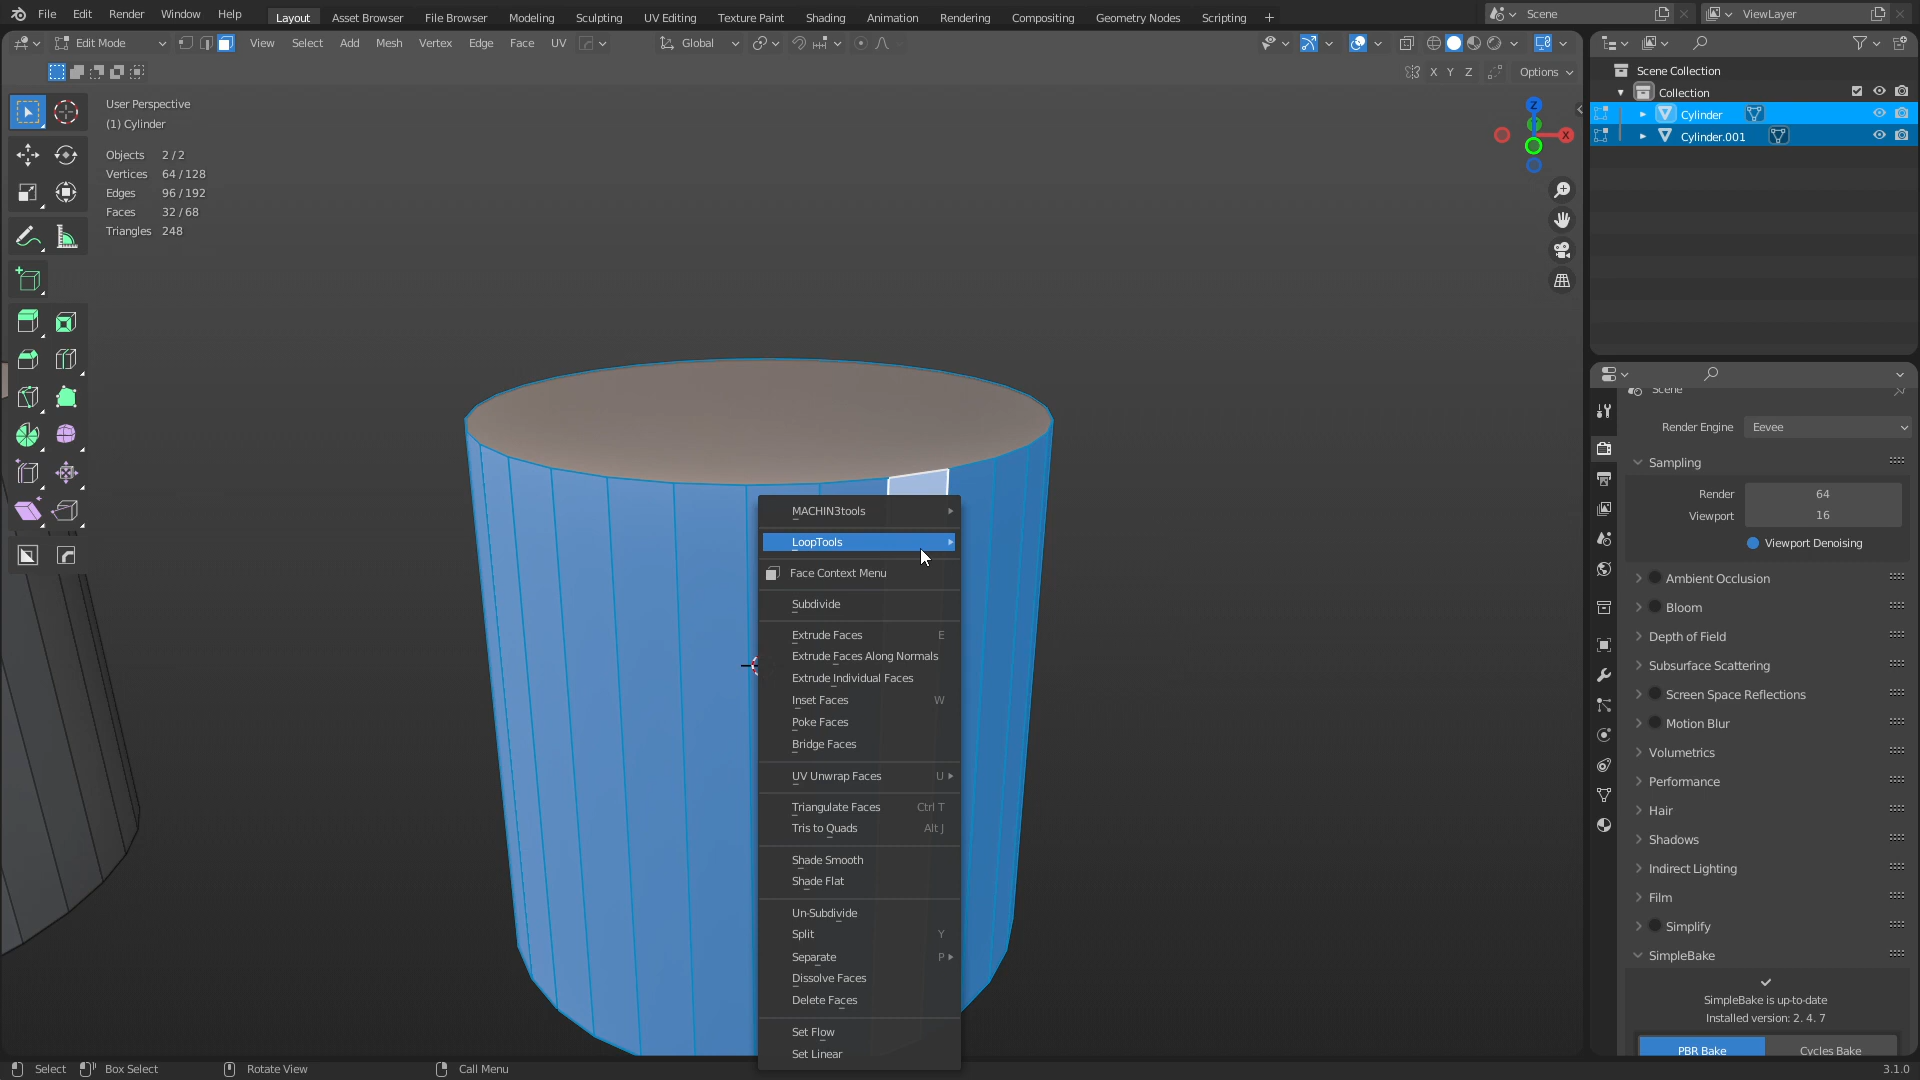 File Edit Render Window Help Layout Asset Browser File Browser Modeling Sculpting UV Editing Texture Paint Shading Animation Rendering Compositing Geometry Nodes Scripting + Scene ViewLayer
Edit Mode View Select Add Mesh Vertex Edge Face UV Global
X Y Z Options
User Perspective
(1) Cylinder
Objects 2 / 2
Vertices 64 / 128
Edges 96 / 192
Faces 32 / 68
Triangles 248
Z
X
MACHIN3tools
LoopTools
Face Context Menu
Subdivide
Extrude Faces E
Extrude Faces Along Normals
Extrude Individual Faces
Inset Faces W
Poke Faces
Bridge Faces
UV Unwrap Faces U
Triangulate Faces Ctrl T
Tris to Quads Alt J
Shade Smooth
Shade Flat
Un-Subdivide
Split Y
Separate P
Dissolve Faces
Delete Faces
Set Flow
Set Linear
Scene Collection
Collection
Cylinder
Cylinder.001
Scene
Render Engine Eevee
Sampling
Render 64
Viewport 16
Viewport Denoising
Ambient Occlusion
Bloom
Depth of Field
Subsurface Scattering
Screen Space Reflections
Motion Blur
Volumetrics
Performance
Hair
Shadows
Indirect Lighting
Film
Simplify
SimpleBake
SimpleBake is up-to-date
Installed version: 2. 4. 7
PBR Bake Cycles Bake
Select Box Select Rotate View Call Menu 3.1.0